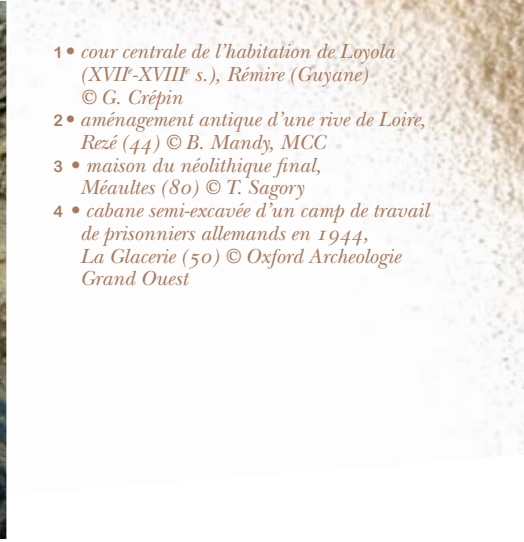 1 • cour centrale de l’habitation de Loyola
(XVIIe-XVIIIe s.), Rémire (Guyane)
© G. Crépin
2 • aménagement antique d’une rive de Loire,
Rezé (44) © B. Mandy, MCC
3 • maison du néolithique final,
Méaultes (80) © T. Sagory
4 • cabane semi-excavée d’un camp de travail
de prisonniers allemands en 1944,
La Glacerie (50) © Oxford Archeologie
Grand Ouest